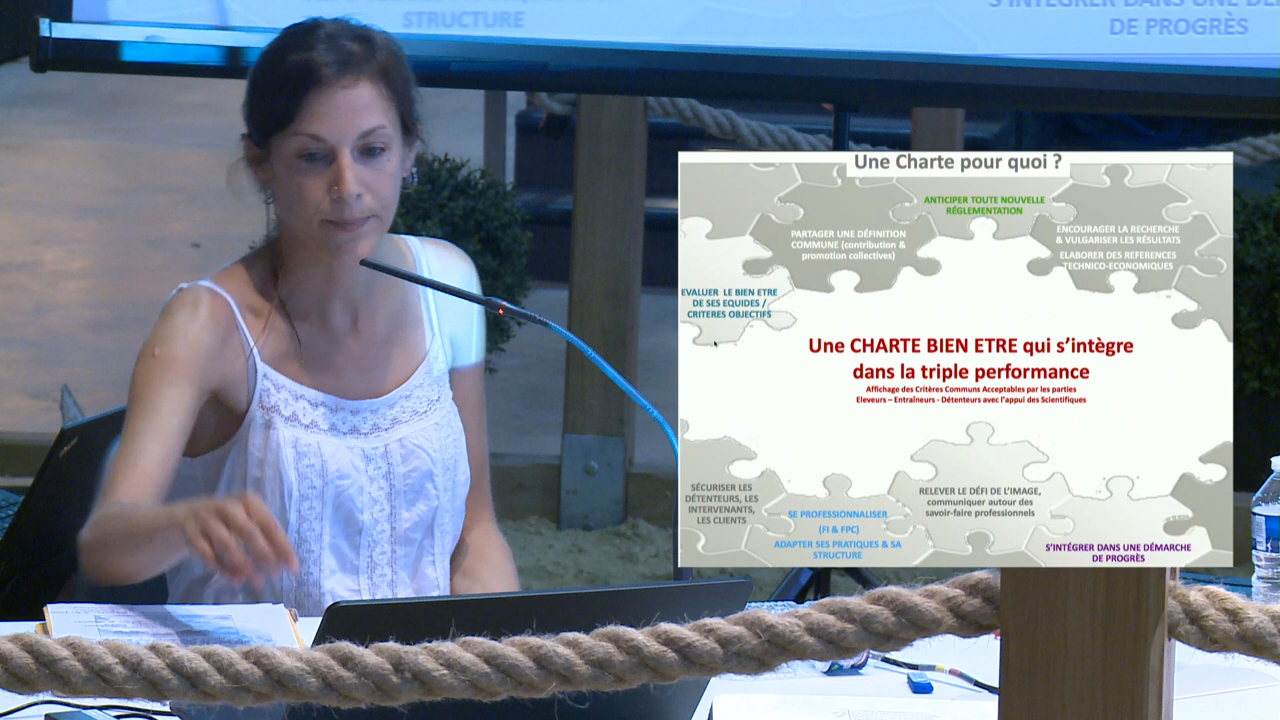 STRUCTURE
S'INTÉGRER DANS UNE
DE PROGRÈS
Une Charte pour quoi ?
ANTICIPER TOUTE NOUVELLE
RÉGLEMENTATION
PARTAGER UNE DÉFINITION
COMMUNE (contribution &
promotion collectives)
ENCOURAGER LA RECHERCHE
& VULGARISER LES RÉSULTATS
ELABORER DES REFERENCES
TECHNICO-ECONOMIQUES
EVALUER LE BIEN ETRE
DE SES EQUIDES /
CRITERES OBJECTIFS
Une CHARTE BIEN ETRE qui s'intègre
dans la triple performance
Affichage des Critères Communs Acceptables par les parties
Eleveurs – Entraîneurs - Détenteurs avec l'appui des Scientifiques
SÉCURISER LES
DÉTENTEURS, LES
INTERVENANTS,
LES CLIENTS
SE PROFESSIONNALISER
(FI & FPC)
ADAPTER SES PRATIQUES & SA
STRUCTURE
RELEVER LE DÉFI DE L'IMAGE,
communiquer autour des
savoir-faire professionnels
S'INTÉGRER DANS UNE DÉMARCHE
DE PROGRÈS